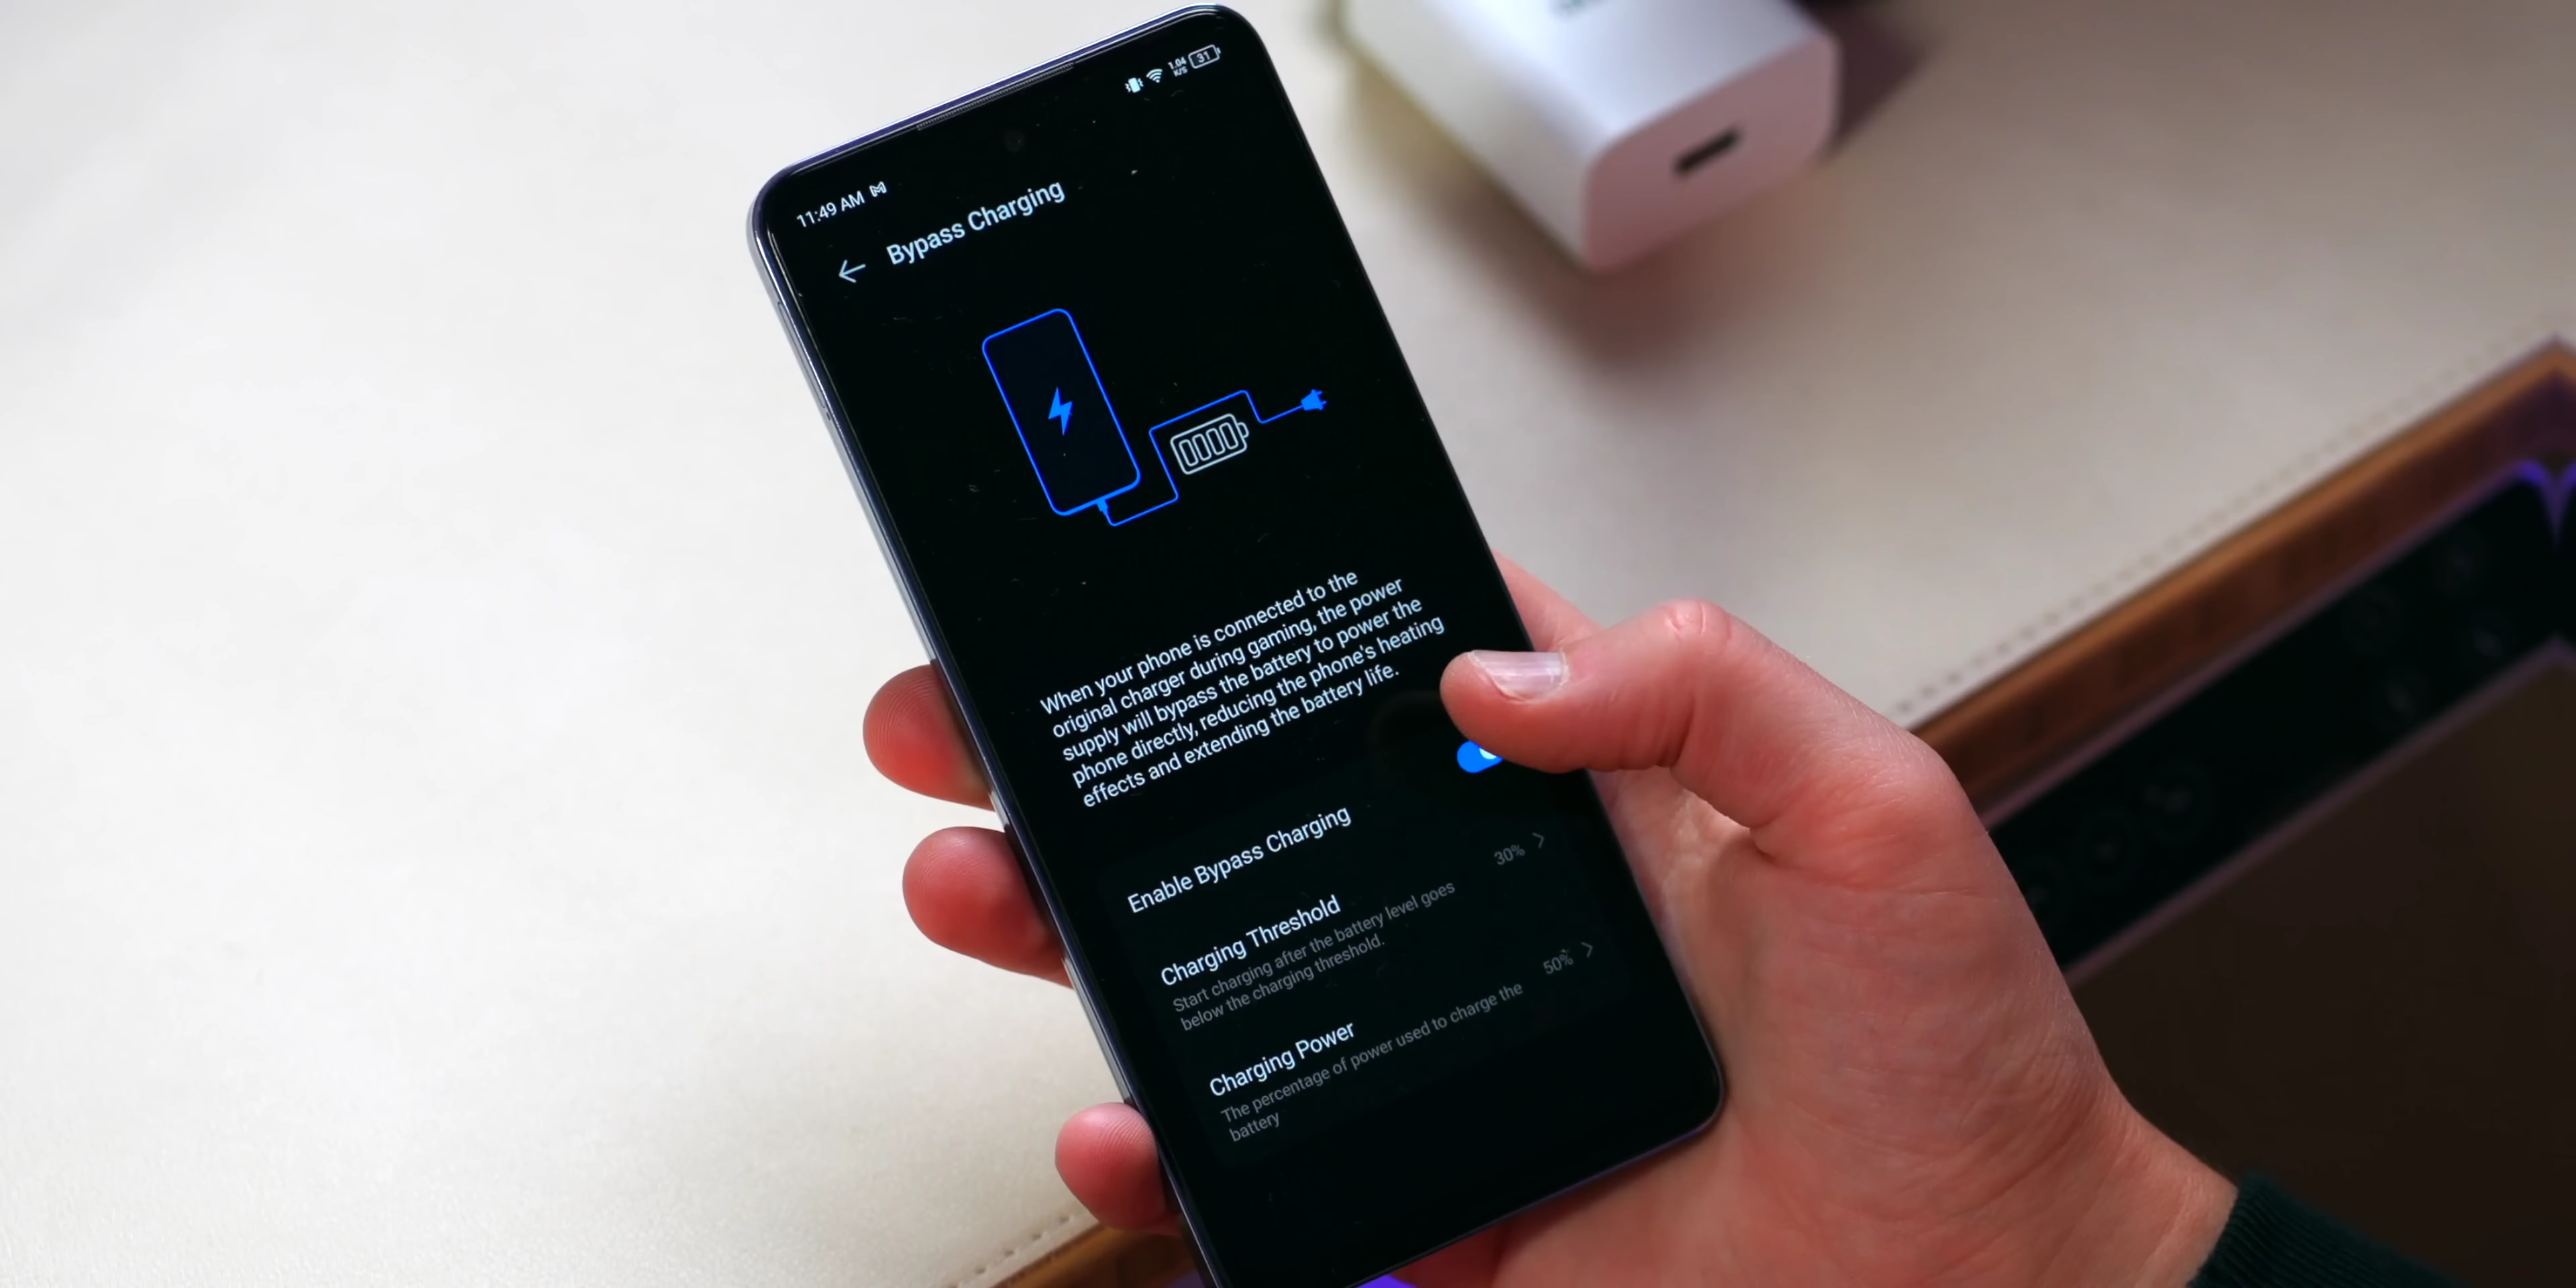 11:49 AM
1.04
K/S
31
Bypass Charging
When your phone is connected to the
original charger during gaming, the power
supply will bypass the battery to power the
phone directly, reducing the phone's heating
effects and extending the battery life.
Enable Bypass Charging
Charging Threshold
30%
Start charging after the battery level goes
below the charging threshold.
Charging Power
50%
The percentage of power used to charge the
battery